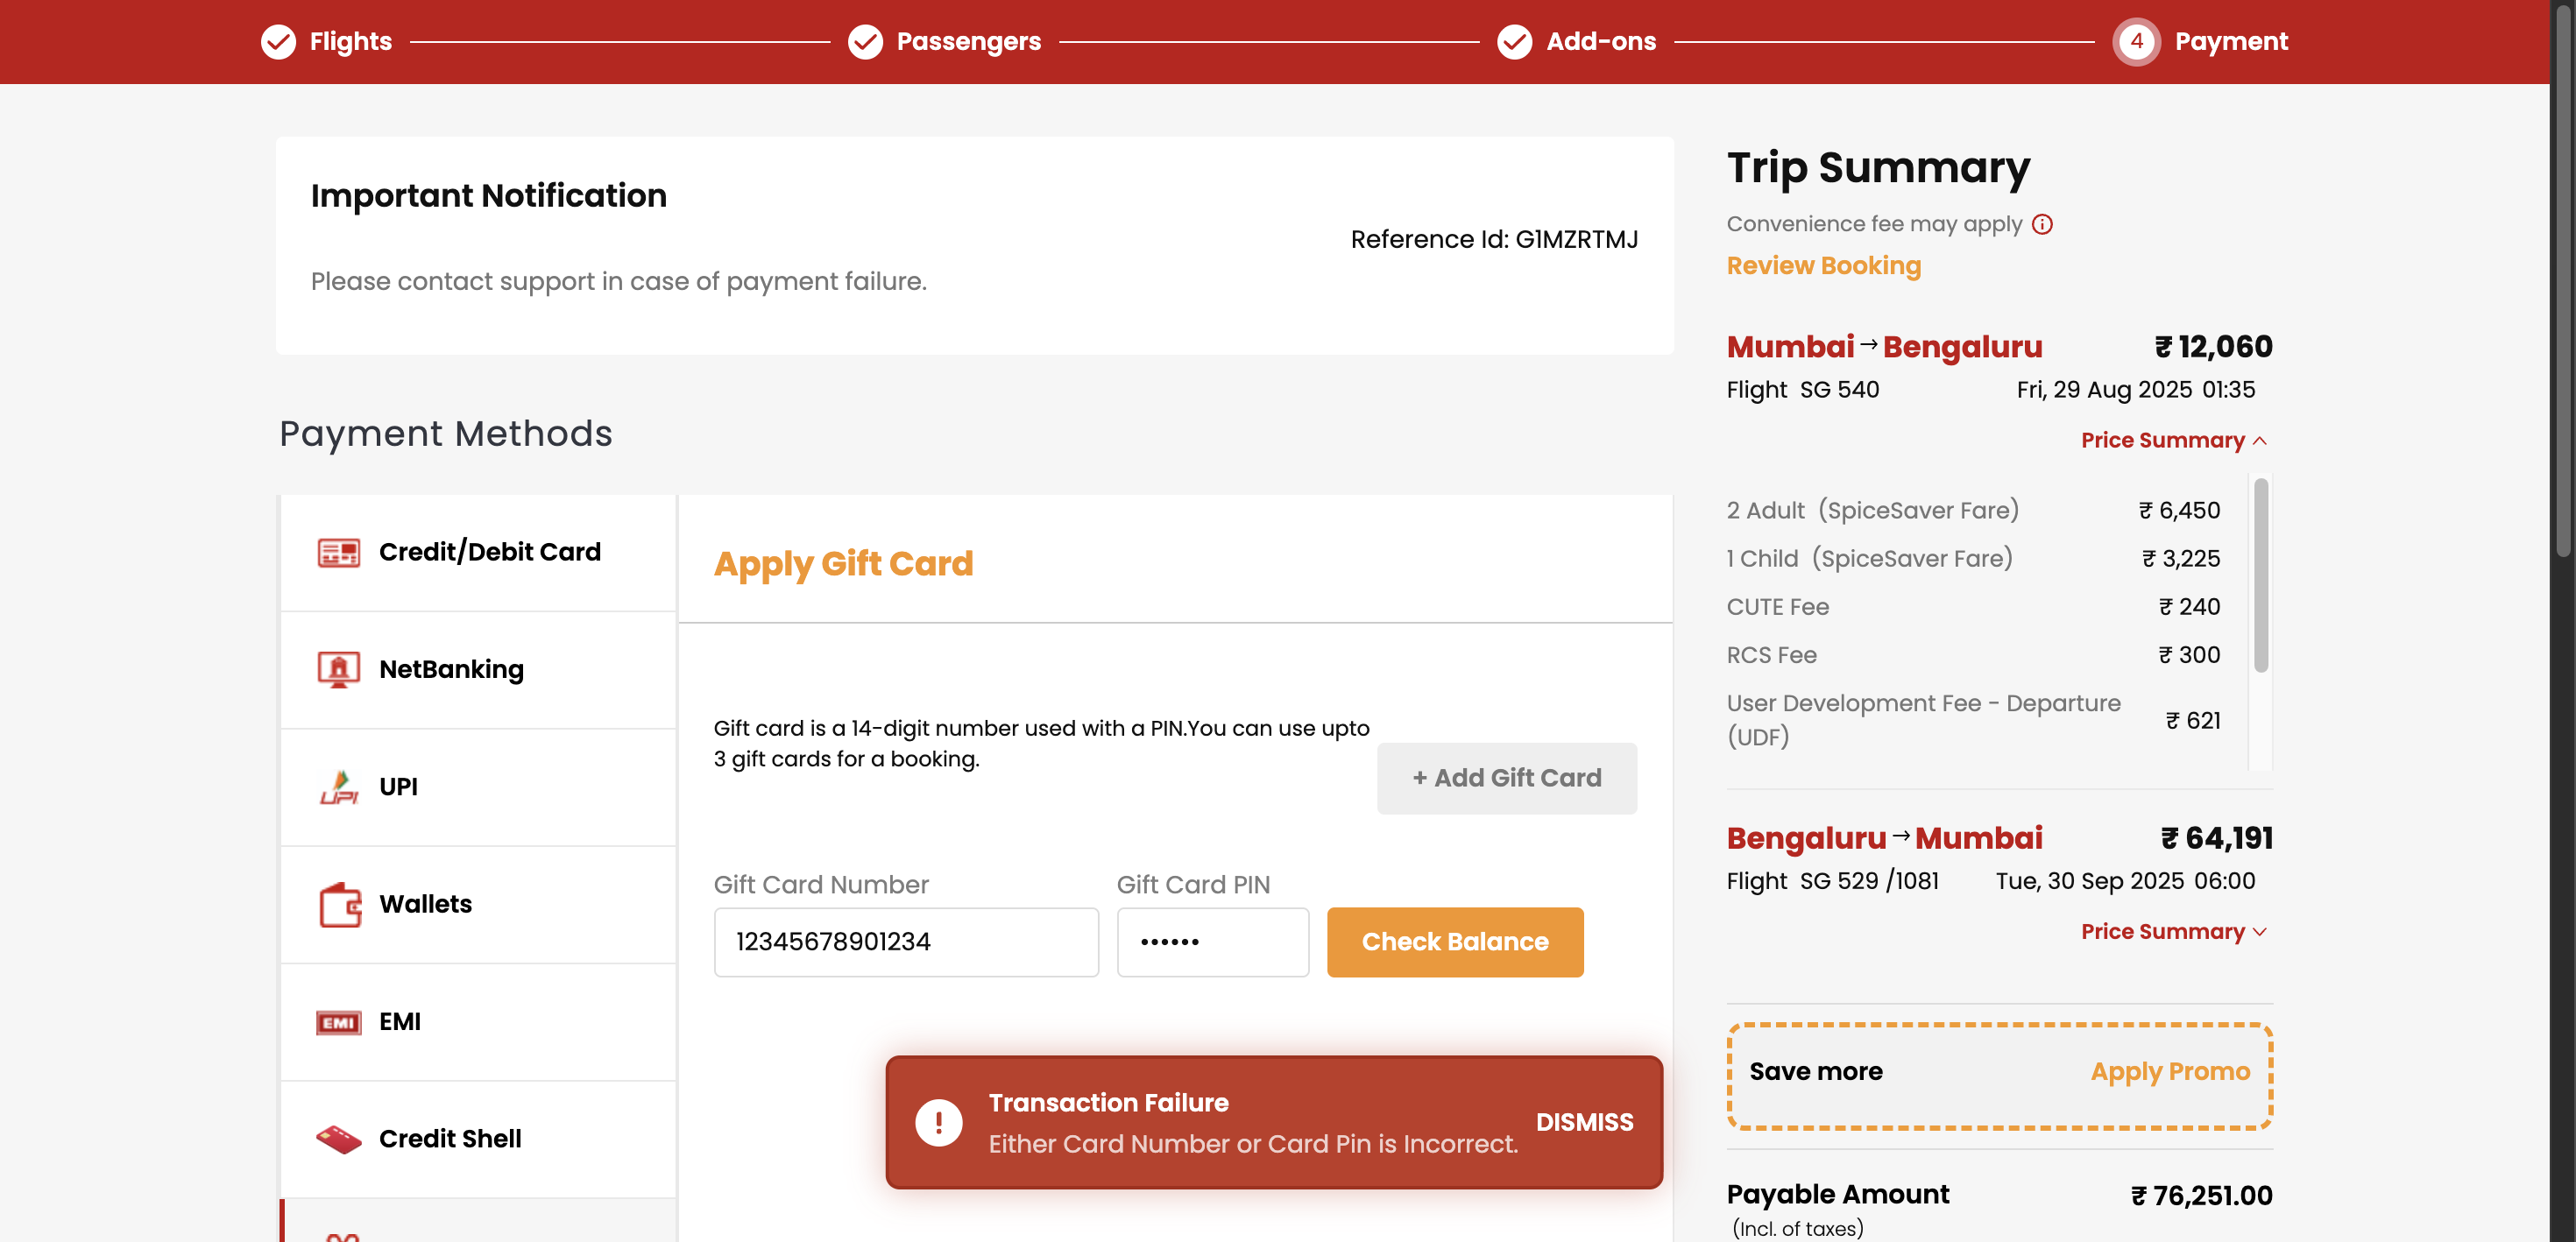 Flights
Passengers
Add-ons
4 Payment
Important Notification
Reference Id: G1MZRTMJ
Please contact support in case of payment failure.
Payment Methods
Credit/Debit Card
NetBanking
UPI UPI
Wallets
EMI EMI
Credit Shell
Apply Gift Card
Gift card is a 14-digit number used with a PIN.You can use upto
3 gift cards for a booking.
+ Add Gift Card
Gift Card Number
Gift Card PIN
12345678901234
••••••
Check Balance
Transaction Failure
Either Card Number or Card Pin is Incorrect.
DISMISS
Trip Summary
Convenience fee may apply
Review Booking
Mumbai → Bengaluru ₹ 12,060
Flight SG 540 Fri, 29 Aug 2025 01:35
Price Summary
2 Adult (SpiceSaver Fare) ₹ 6,450
1 Child (SpiceSaver Fare) ₹ 3,225
CUTE Fee ₹ 240
RCS Fee ₹ 300
User Development Fee - Departure
(UDF) ₹ 621
Bengaluru → Mumbai ₹ 64,191
Flight SG 529 /1081 Tue, 30 Sep 2025 06:00
Price Summary
Save more Apply Promo
Payable Amount ₹ 76,251.00
(Incl. of taxes)